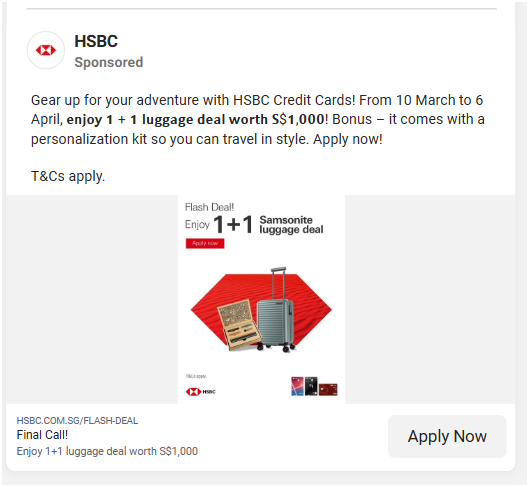 HSBC
Sponsored
Gear up for your adventure with HSBC Credit Cards! From 10 March to 6
April, enjoy 1 + 1 luggage deal worth S$1,000! Bonus – it comes with a
personalization kit so you can travel in style. Apply now!
T&Cs apply.
Flash Deal!
Enjoy 1+1 Samsonite
luggage deal
Apply now
T&Cs apply.
HSBC
HSBC.COM.SG/FLASH-DEAL
Final Call!
Enjoy 1+1 luggage deal worth S$1,000
Apply Now